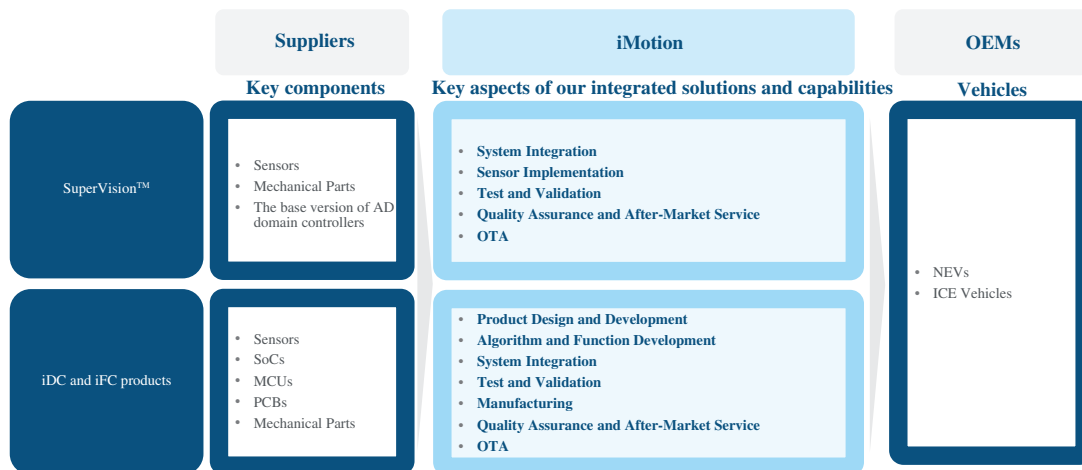 Suppliers
iMotion
OEMs
Key components
Key aspects of our integrated solutions and capabilities
Vehicles
SuperVision™
• Sensors
• Mechanical Parts
• The base version of AD
domain controllers
• System Integration
• Sensor Implementation
• Test and Validation
• Quality Assurance and After-Market Service
• OTA
• NEVs
• ICE Vehicles
iDC and iFC products
• Sensors
• SoCs
• MCUs
• PCBs
• Mechanical Parts
• Product Design and Development
• Algorithm and Function Development
• System Integration
• Test and Validation
• Manufacturing
• Quality Assurance and After-Market Service
• OTA